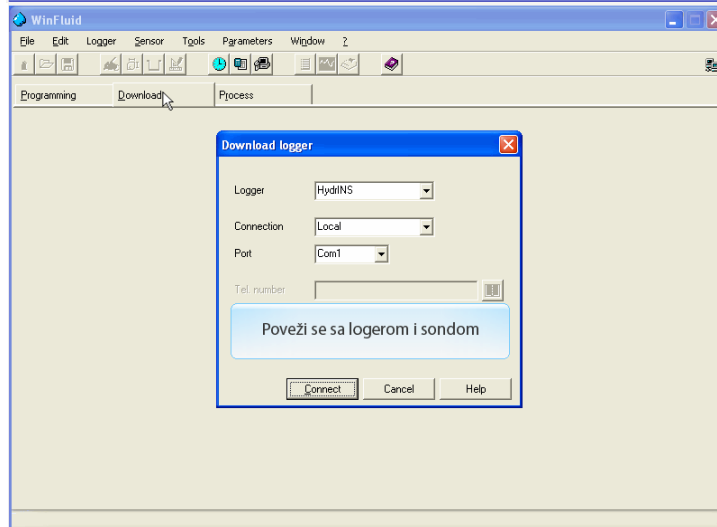 WinFluid
File Edit Logger Sensor Tools Parameters Window ?
Programming Download Process
Download logger
Logger HydrINS
Connection Local
Port Com1
Tel. number
Poveži se sa logerom i sondom
Connect Cancel Help